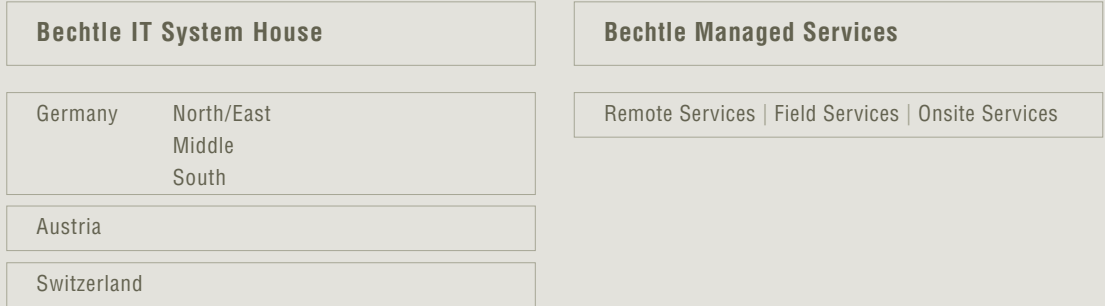 Bechtle IT System House
Germany North/East
Middle
South
Austria
Switzerland
Bechtle Managed Services
Remote Services | Field Services | Onsite Services